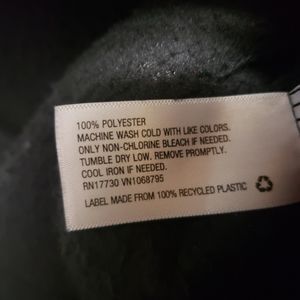 100% POLYESTER
MACHINE WASH COLD WITH LIKE COLORS.
ONLY NON-CHLORINE BLEACH IF NEEDED.
TUMBLE DRY LOW. REMOVE PROMPTLY.
COOL IRON IF NEEDED.
RN17730 VN1068795
LABEL MADE FROM 100% RECYCLED PLASTIC